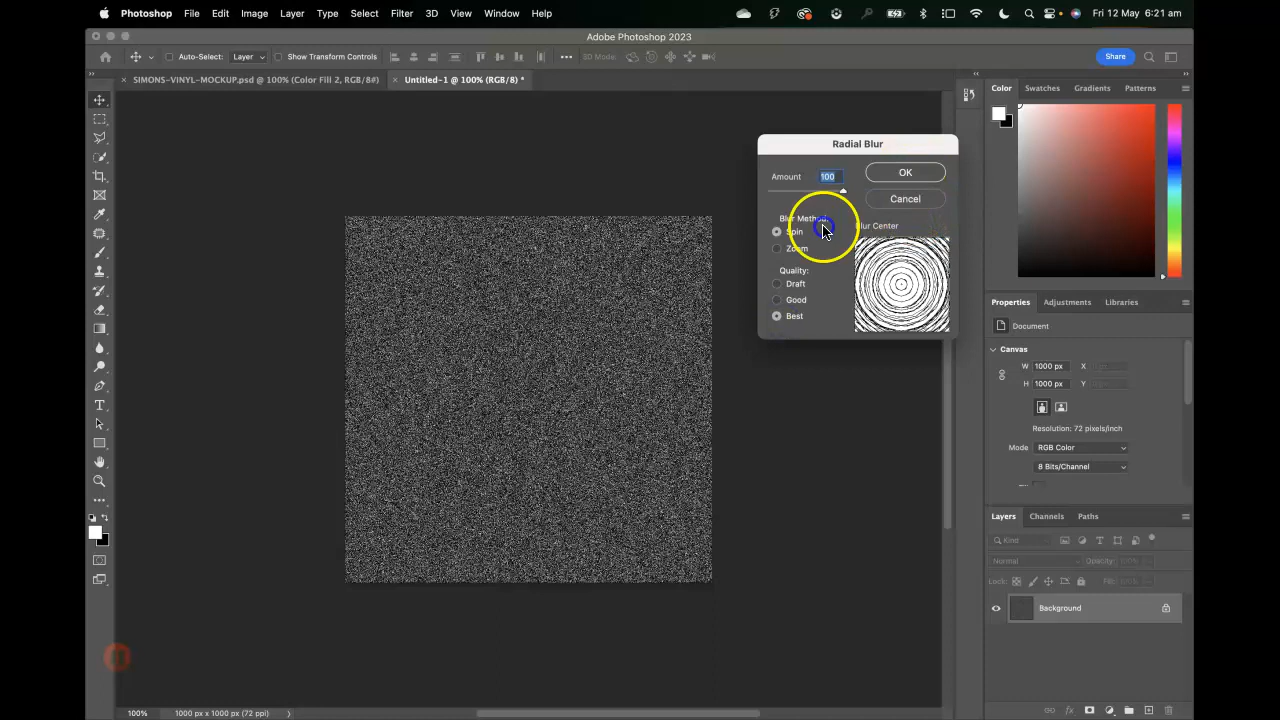 Photoshop File Edit Image Layer Type Select Filter 3D View Window Help
Fri 12 May 6:21 am
Adobe Photoshop 2023
Auto-Select: Layer Show Transform Controls
3D Mode:
Share
SIMONS-VINYL-MOCKUP.psd @ 100% (Color Fill 2, RGB/8#)
Untitled-1 @ 100% (RGB/8) *
Color Swatches Gradients Patterns
Radial Blur
Amount 100
OK
Cancel
Blur Method:
Spin
Zoom
Blur Center
Quality:
Draft
Good
Best
Properties Adjustments Libraries
Document
Canvas
W 1000 px X
H 1000 px Y
Resolution: 72 pixels/inch
Mode RGB Color
8 Bits/Channel
Layers Channels Paths
Kind
Normal Opacity: 100%
Lock: Fill: 100%
Background
100% 1000 px x 1000 px (72 ppi)